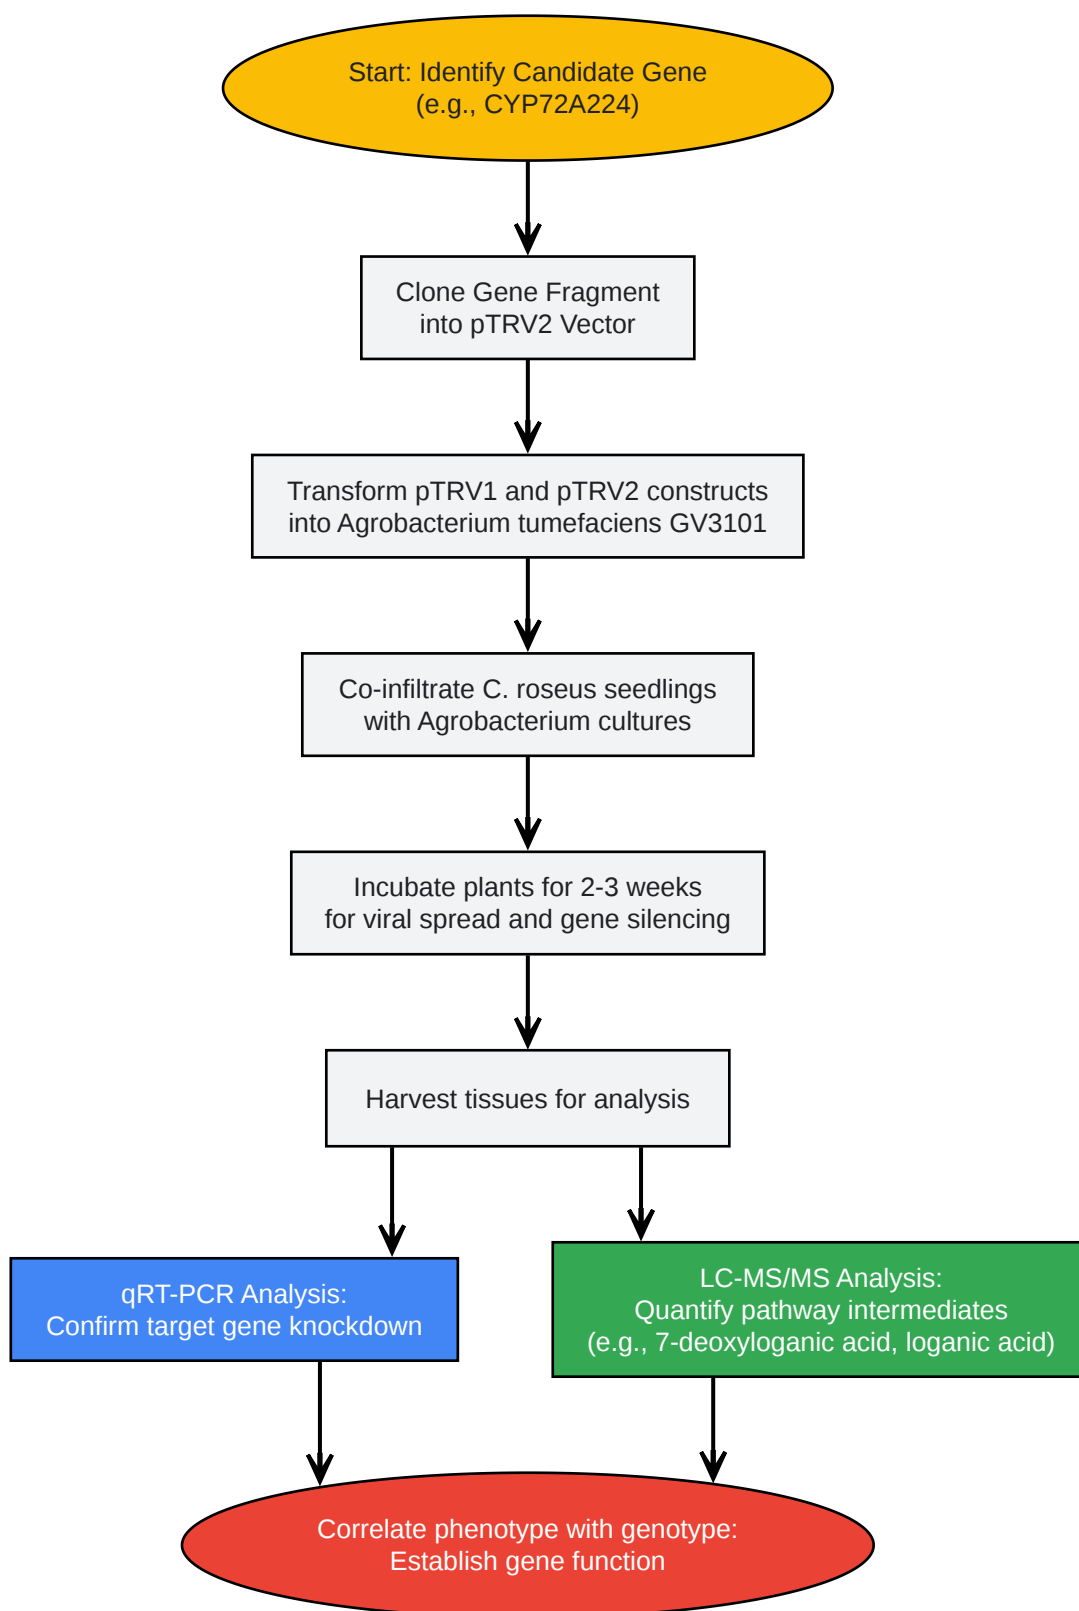 Start: Identify Candidate Gene
(e.g., CYP72A224)
Clone Gene Fragment
into pTRV2 Vector
Transform pTRV1 and pTRV2 constructs
into Agrobacterium tumefaciens GV3101
Co-infiltrate C. roseus seedlings
with Agrobacterium cultures
Incubate plants for 2-3 weeks
for viral spread and gene silencing
Harvest tissues for analysis
qRT-PCR Analysis:
Confirm target gene knockdown
LC-MS/MS Analysis:
Quantify pathway intermediates
(e.g., 7-deoxyloganic acid, loganic acid)
Correlate phenotype with genotype:
Establish gene function